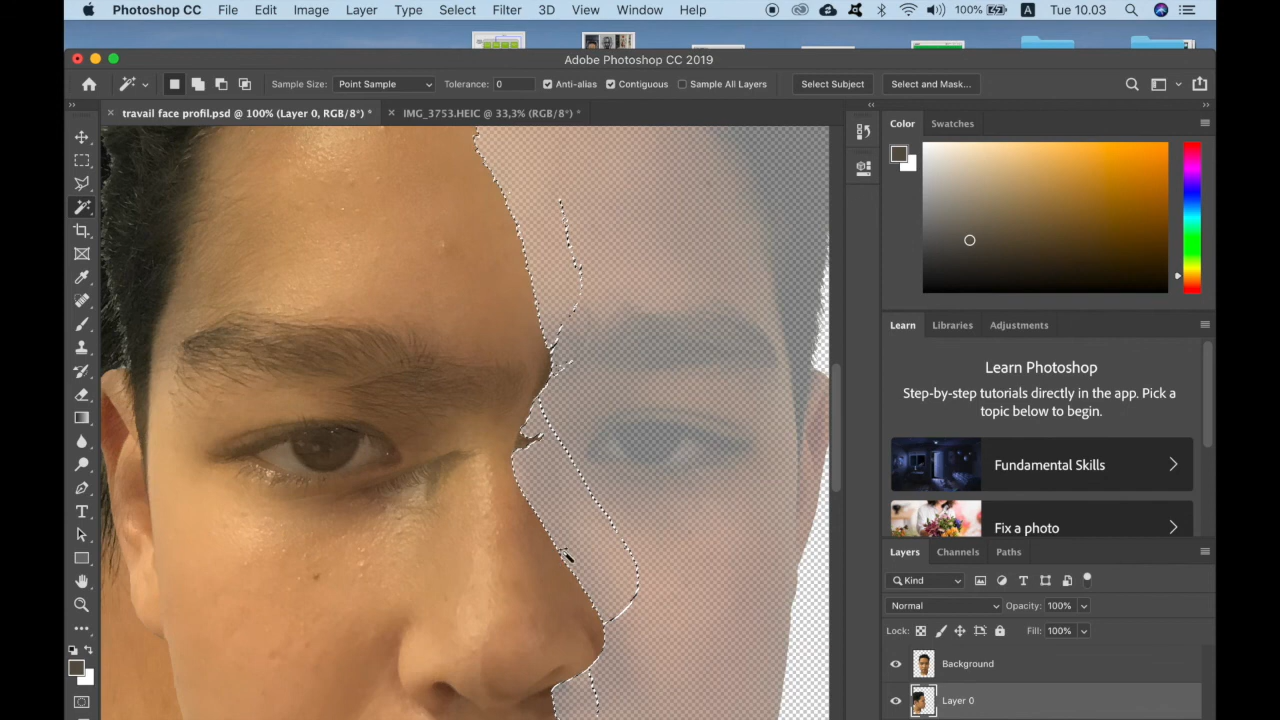 Photoshop CC File Edit Image Layer Type Select Filter 3D View Window Help 100% A Tue 10.03
Adobe Photoshop CC 2019
Sample Size: Point Sample Tolerance: 0 Anti-alias Contiguous Sample All Layers Select Subject Select and Mask...
travail face profil.psd @ 100% (Layer 0, RGB/8*) * IMG_3753.HEIC @ 33,3% (RGB/8*) *
Color Swatches
Learn Libraries Adjustments
Learn Photoshop
Step-by-step tutorials directly in the app. Pick a
topic below to begin.
Fundamental Skills
Fix a photo
Layers Channels Paths
Kind
Normal Opacity: 100%
Lock: Fill: 100%
Background
Layer 0